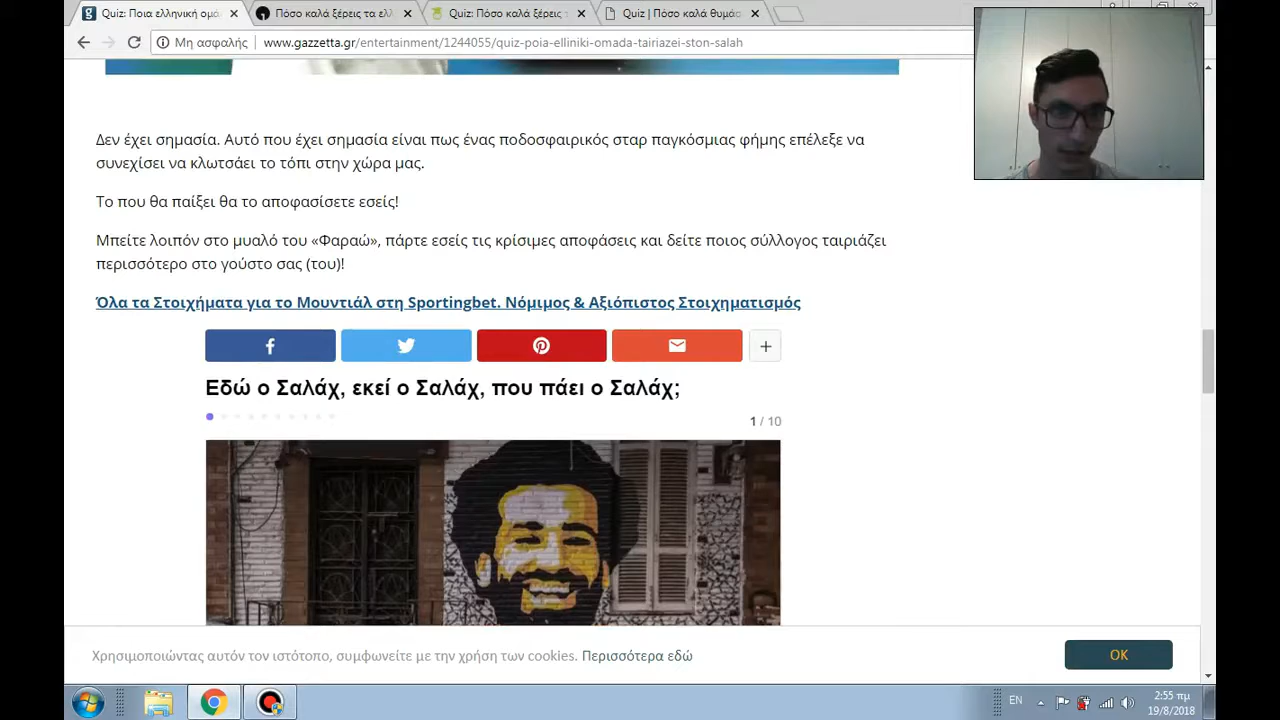 Quiz: Ποια ελληνική ομά
Πόσο καλά ξέρεις τα ελλ
Quiz: Πόσο καλά ξέρεις τ
Quiz | Πόσο καλά θυμάσ
Μη ασφαλής
www.gazzetta.gr/entertainment/1244055/quiz-poia-elliniki-omada-tairiazei-ston-salah
Δεν έχει σημασία. Αυτό που έχει σημασία είναι πως ένας ποδοσφαιρικός σταρ παγκόσμιας φήμης επέλεξε να
συνεχίσει να κλωτσάει το τόπι στην χώρα μας.
Το που θα παίξει θα το αποφασίσετε εσείς!
Μπείτε λοιπόν στο μυαλό του «Φαραώ», πάρτε εσείς τις κρίσιμες αποφάσεις και δείτε ποιος σύλλογος ταιριάζει
περισσότερο στο γούστο σας (του)!
Όλα τα Στοιχήματα για το Μουντιάλ στη Sportingbet. Νόμιμος & Αξιόπιστος Στοιχηματισμός
Εδώ ο Σαλάχ, εκεί ο Σαλάχ, που πάει ο Σαλάχ;
1 / 10
Χρησιμοποιώντας αυτόν τον ιστότοπο, συμφωνείτε με την χρήση των cookies. Περισσότερα εδώ
OK
EN
2:55 πμ
19/8/2018